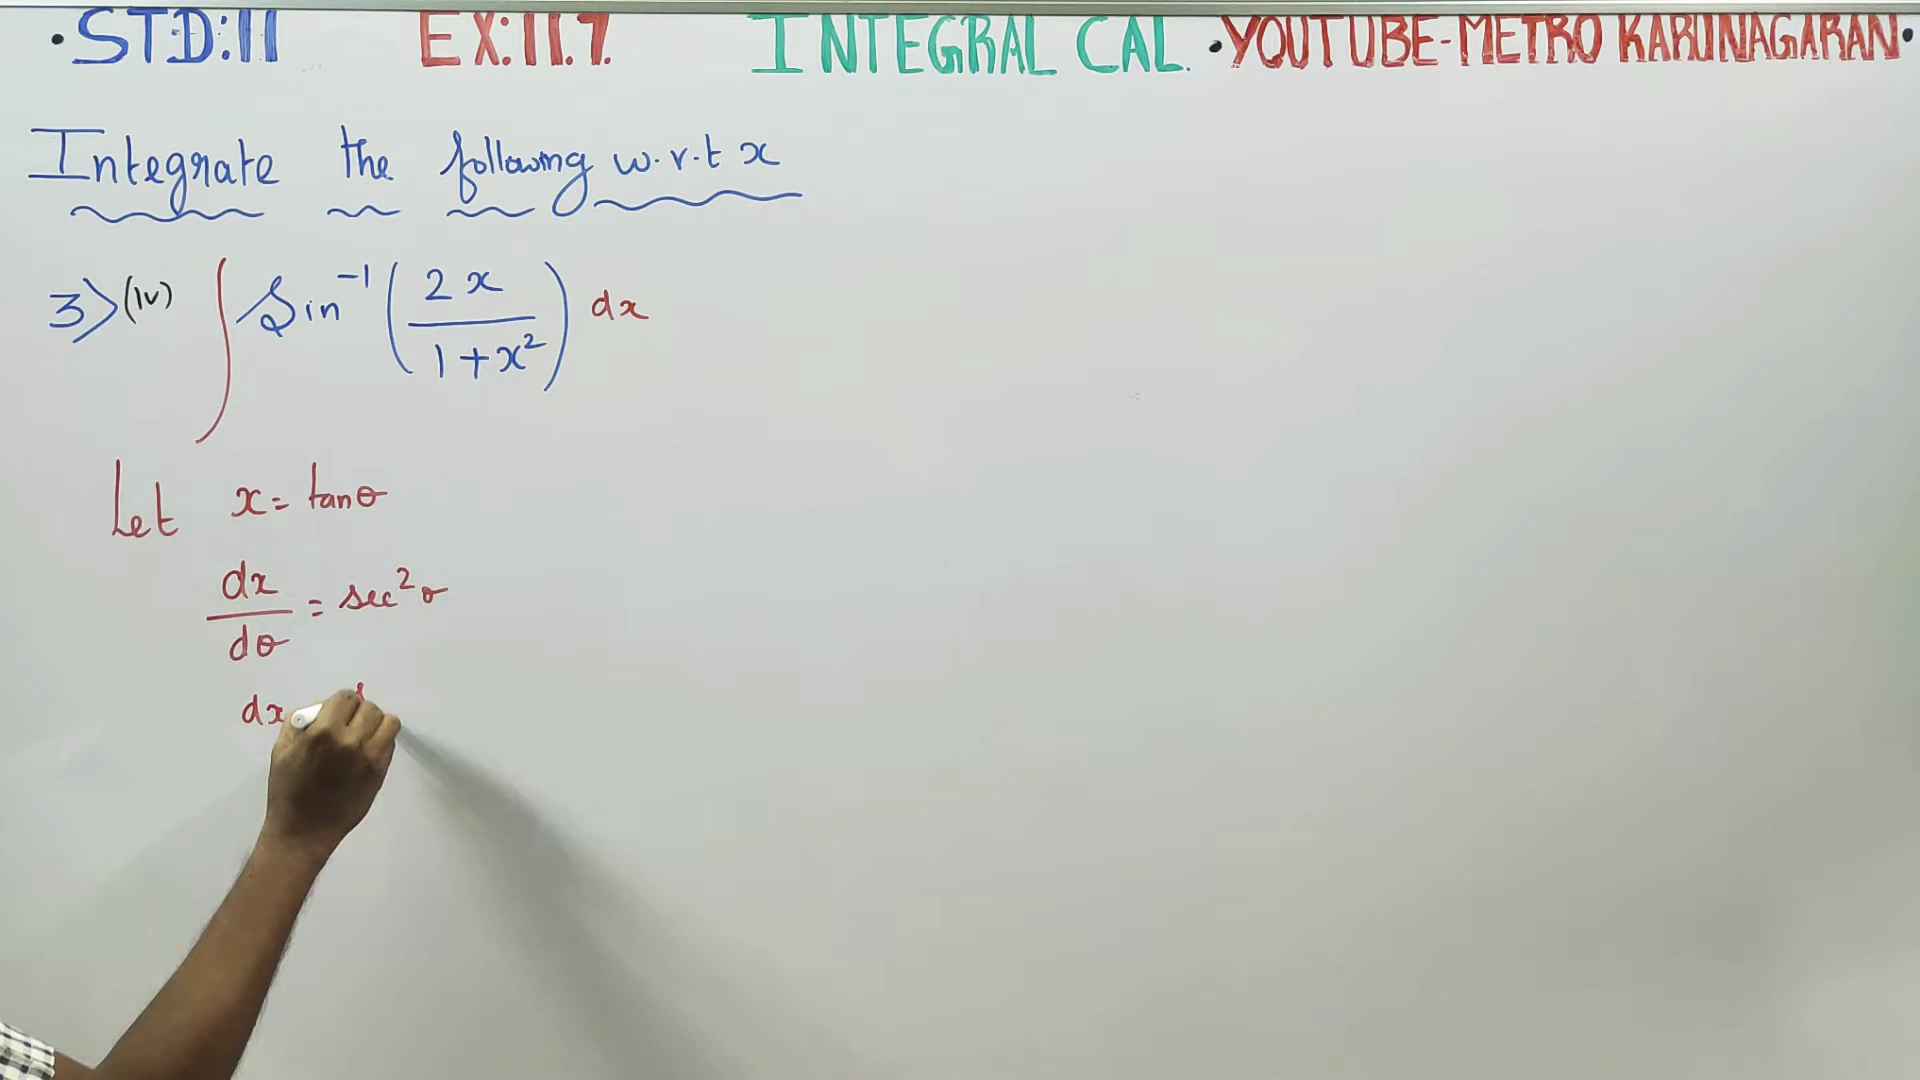 •STD:11 EX:11.7. INTEGRAL CAL. •YOUTUBE-METRO KARUNAGARAN•
Integrate the following w.r.t x
3) (iv) ∫ Sin⁻¹ (2x / 1+x²) dx
Let x = tanθ
dx/dθ = sec²θ
dx